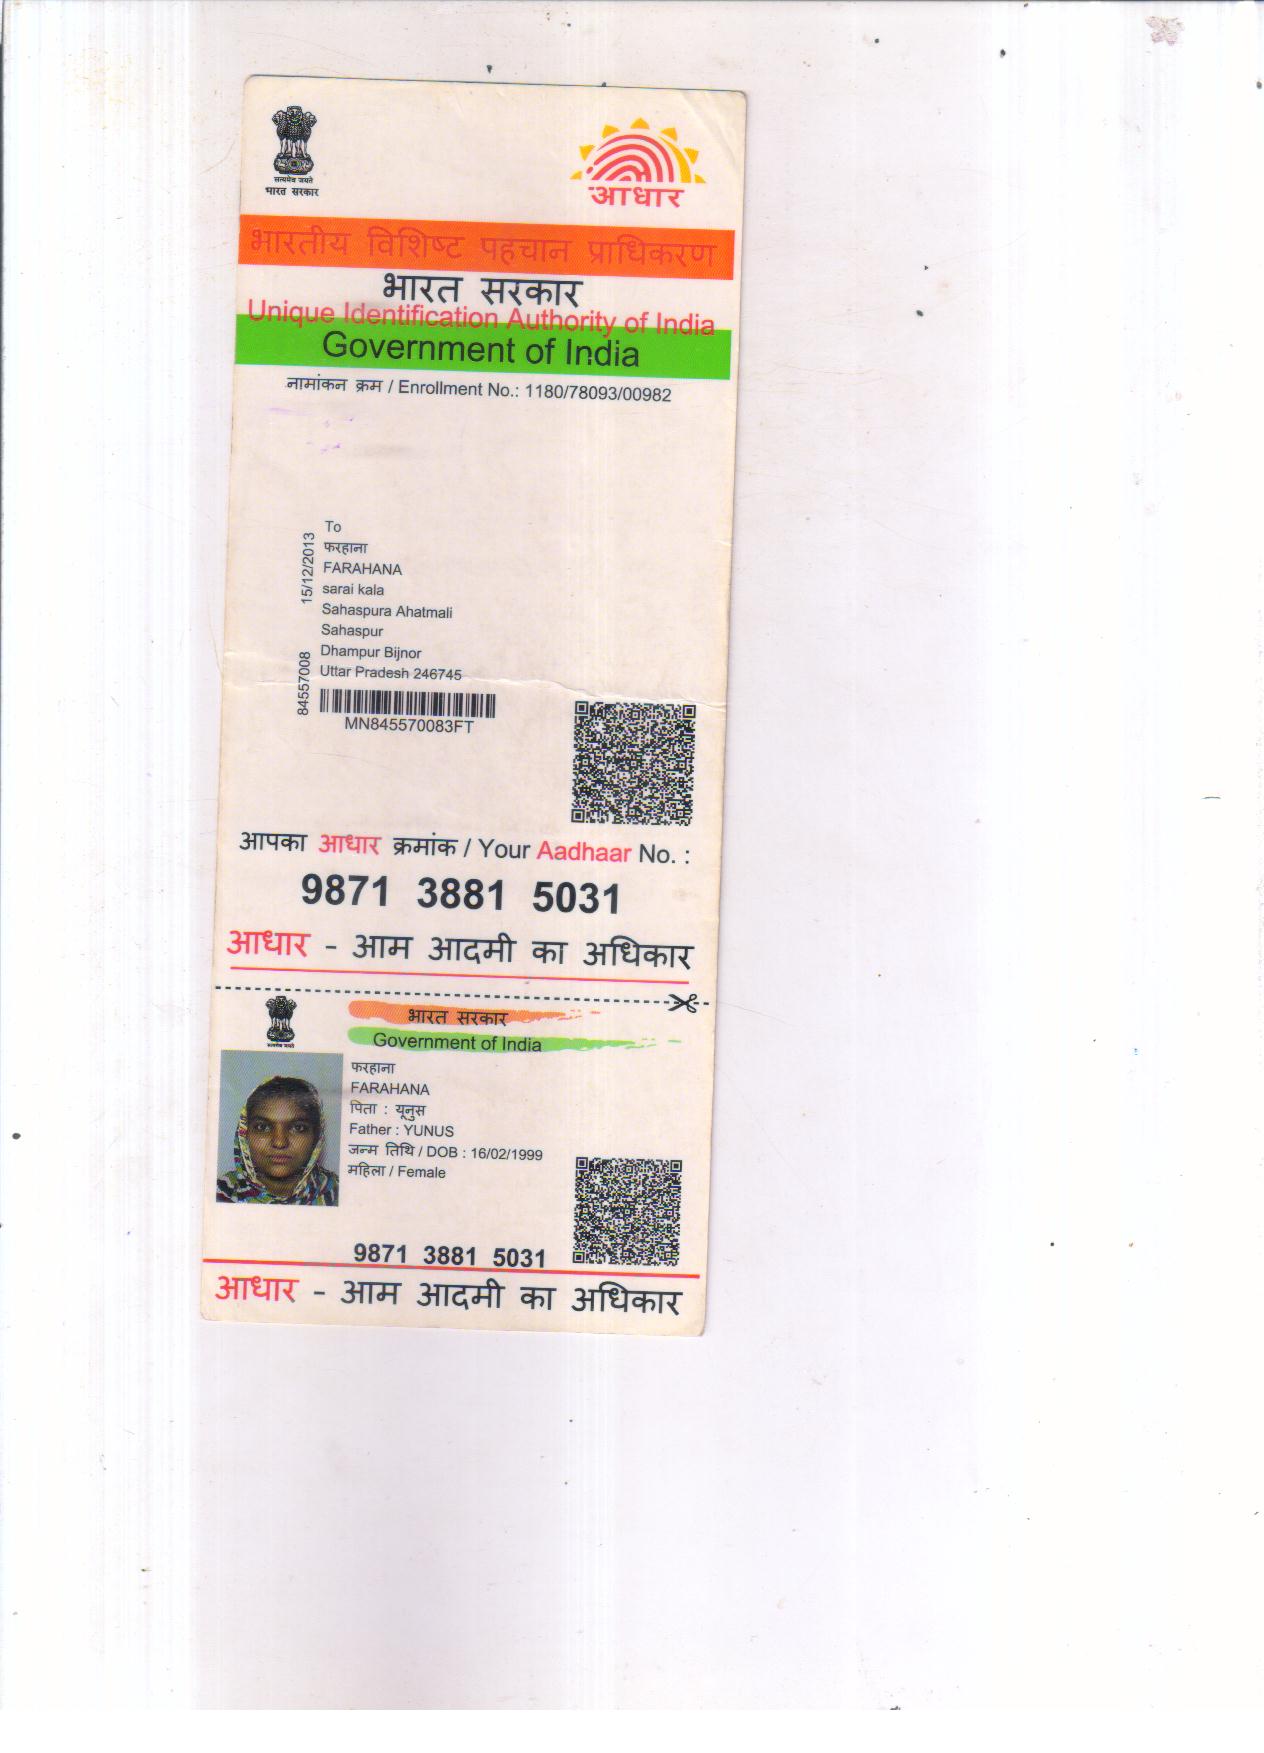 सत्यमेव जयते
भारत सरकार
आधार
भारतीय विशिष्ट पहचान प्राधिकरण
भारत सरकार
Unique Identification Authority of India
Government of India
नामांकन क्रम / Enrollment No.: 1180/78093/00982
To
फरहाना
FARAHANA
sarai kala
Sahaspura Ahatmali
Sahaspur
Dhampur Bijnor
Uttar Pradesh 246745
84557008 15/12/2013
MN845570083FT
आपका आधार क्रमांक / Your Aadhaar No. :
9871 3881 5031
आधार - आम आदमी का अधिकार
सत्यमेव जयते
भारत सरकार
Government of India
फरहाना
FARAHANA
पिता : यूनुस
Father : YUNUS
जन्म तिथि / DOB : 16/02/1999
महिला / Female
9871 3881 5031
आधार - आम आदमी का अधिकार